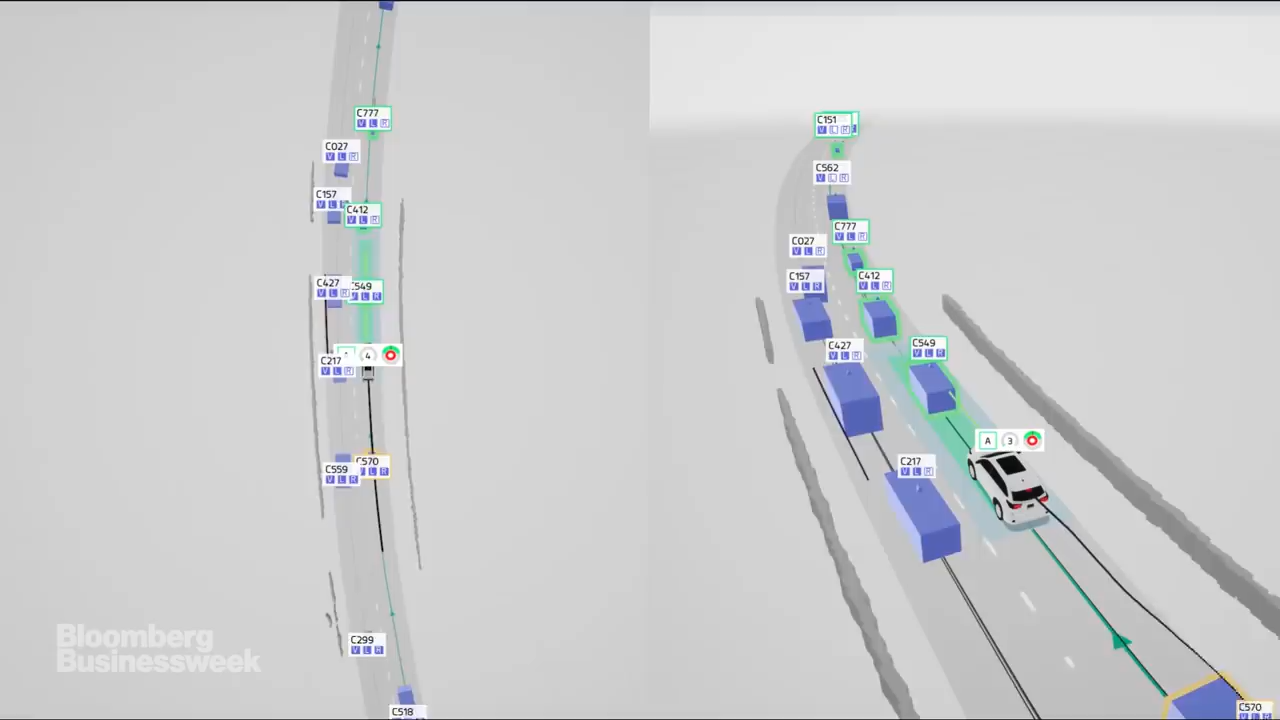 C777
V L R
C027
V L R
C157
V L
C412
V L R
C427
V L R
C549
V L R
4
C217
V L R
C559
V L R
C570
V L R
C299
V L R
C518
Bloomberg
Businessweek
C151
V L R
C562
V L R
C777
V L R
C027
V L R
C157
V L R
C412
V L R
C427
V L R
C549
V L R
A 3
C217
V L R
C570
V L R